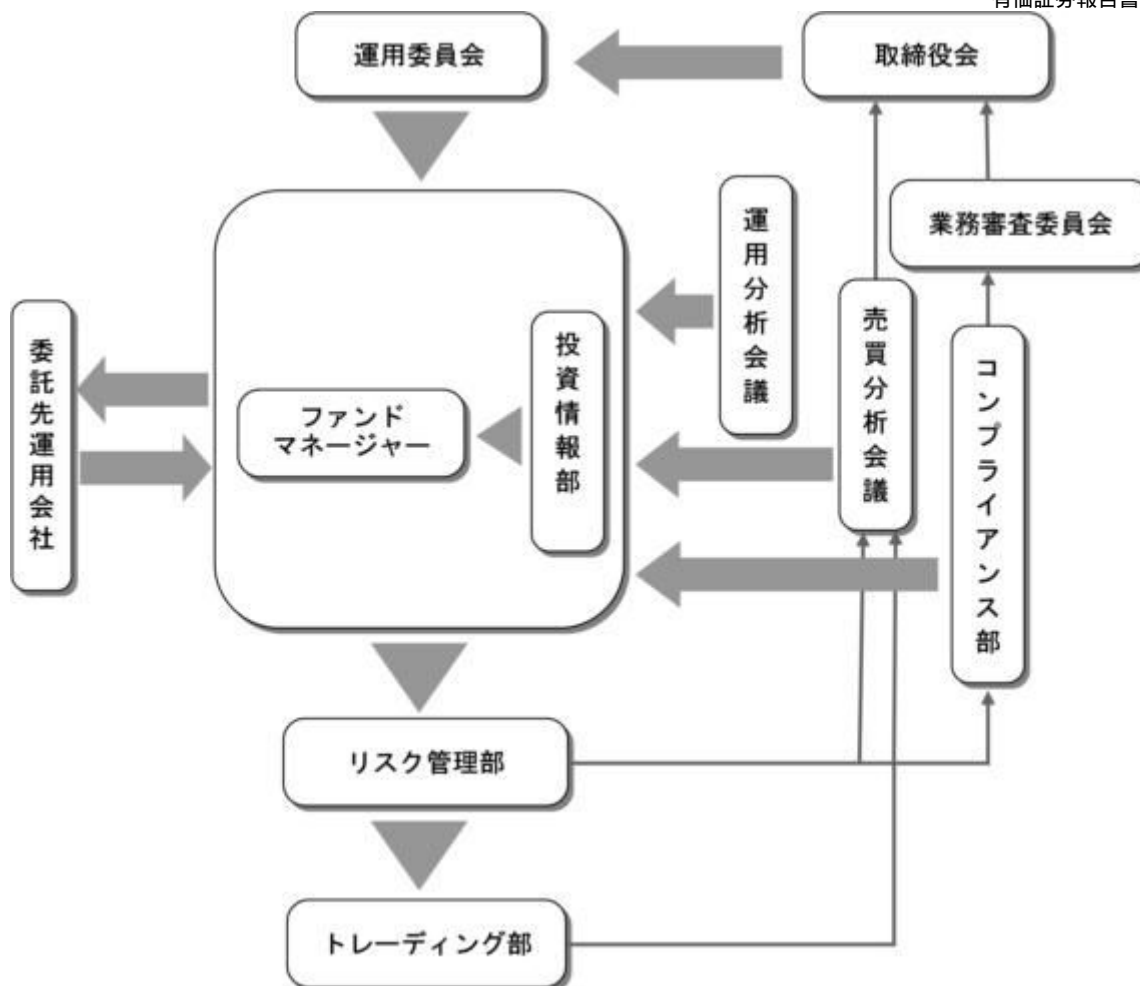 有価証券報告書
運用委員会
取締役会
業務審査委員会
運用分析会議
売買分析会議
コンプライアンス部
投資情報部
ファンド
マネージャー
委託先運用会社
リスク管理部
トレーディング部